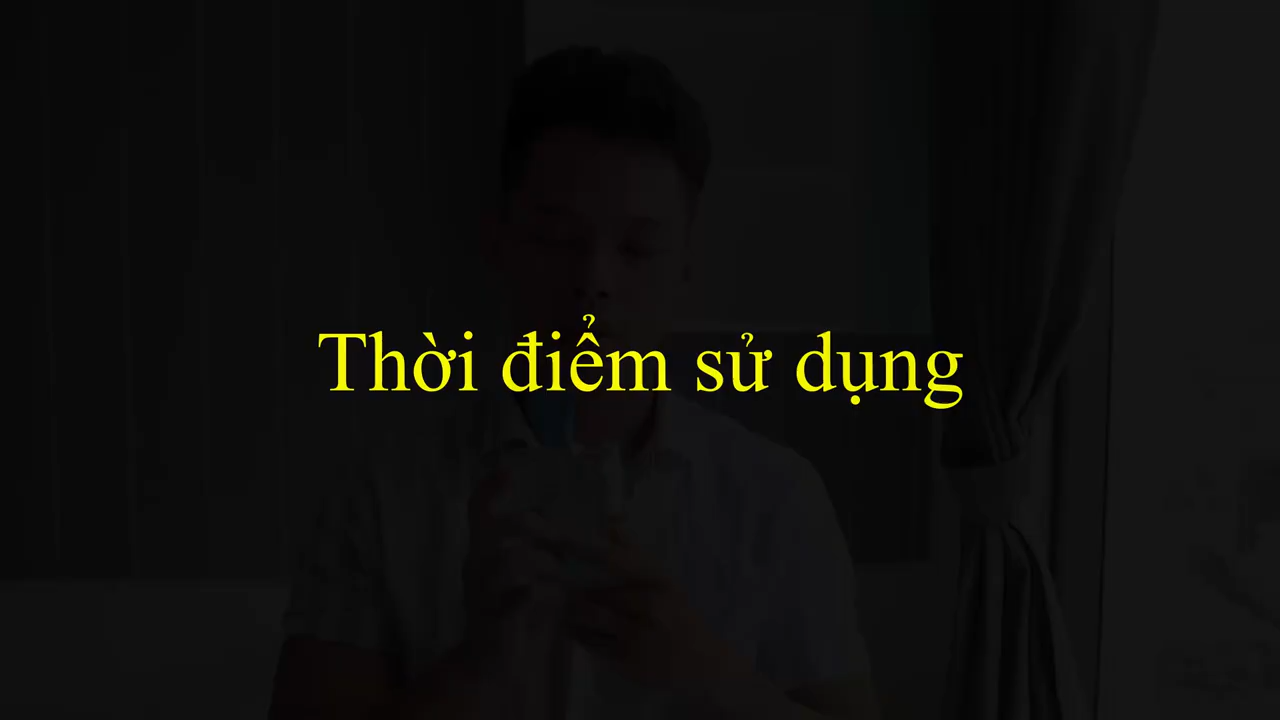 Thời điểm sử dụng